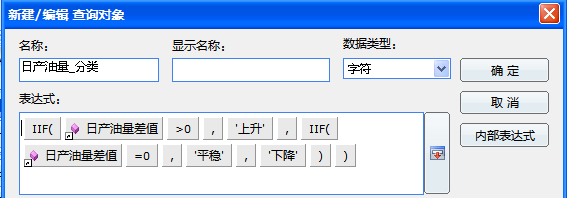 新建/编辑 查询对象
名称：
显示名称：
数据类型：
日产油量_分类
字符
确 定
表达式：
取 消
IIF( 日产油量差值 >0 , '上升' , IIF(
内部表达式
日产油量差值 =0 , '平稳' , '下降' ) )